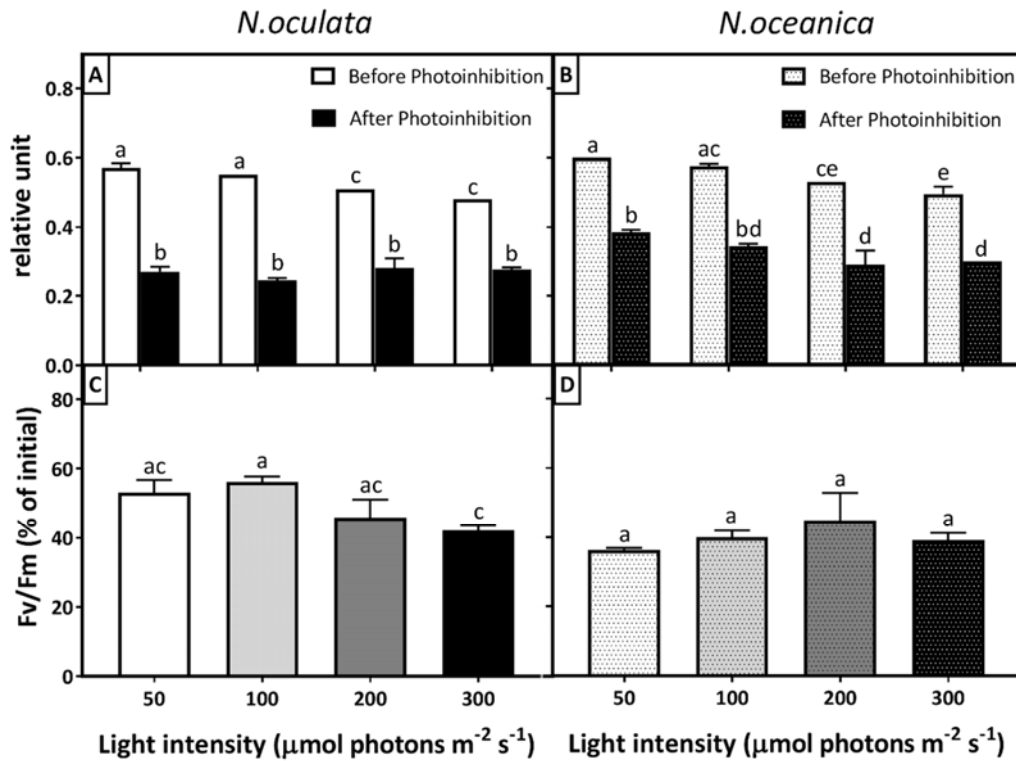 N.oculata
N.oceanica
A
Before Photoinhibition
After Photoinhibition
relative unit
0.8
0.6
0.4
0.2
0.0
a
b
a
b
c
b
c
b
B
Before Photoinhibition
After Photoinhibition
a
b
ac
bd
ce
d
e
d
C
Fv/Fm (% of initial)
80
60
40
20
0
ac
a
ac
c
50
100
200
300
Light intensity (μmol photons m⁻² s⁻¹)
D
a
a
a
a
50
100
200
300
Light intensity (μmol photons m⁻² s⁻¹)